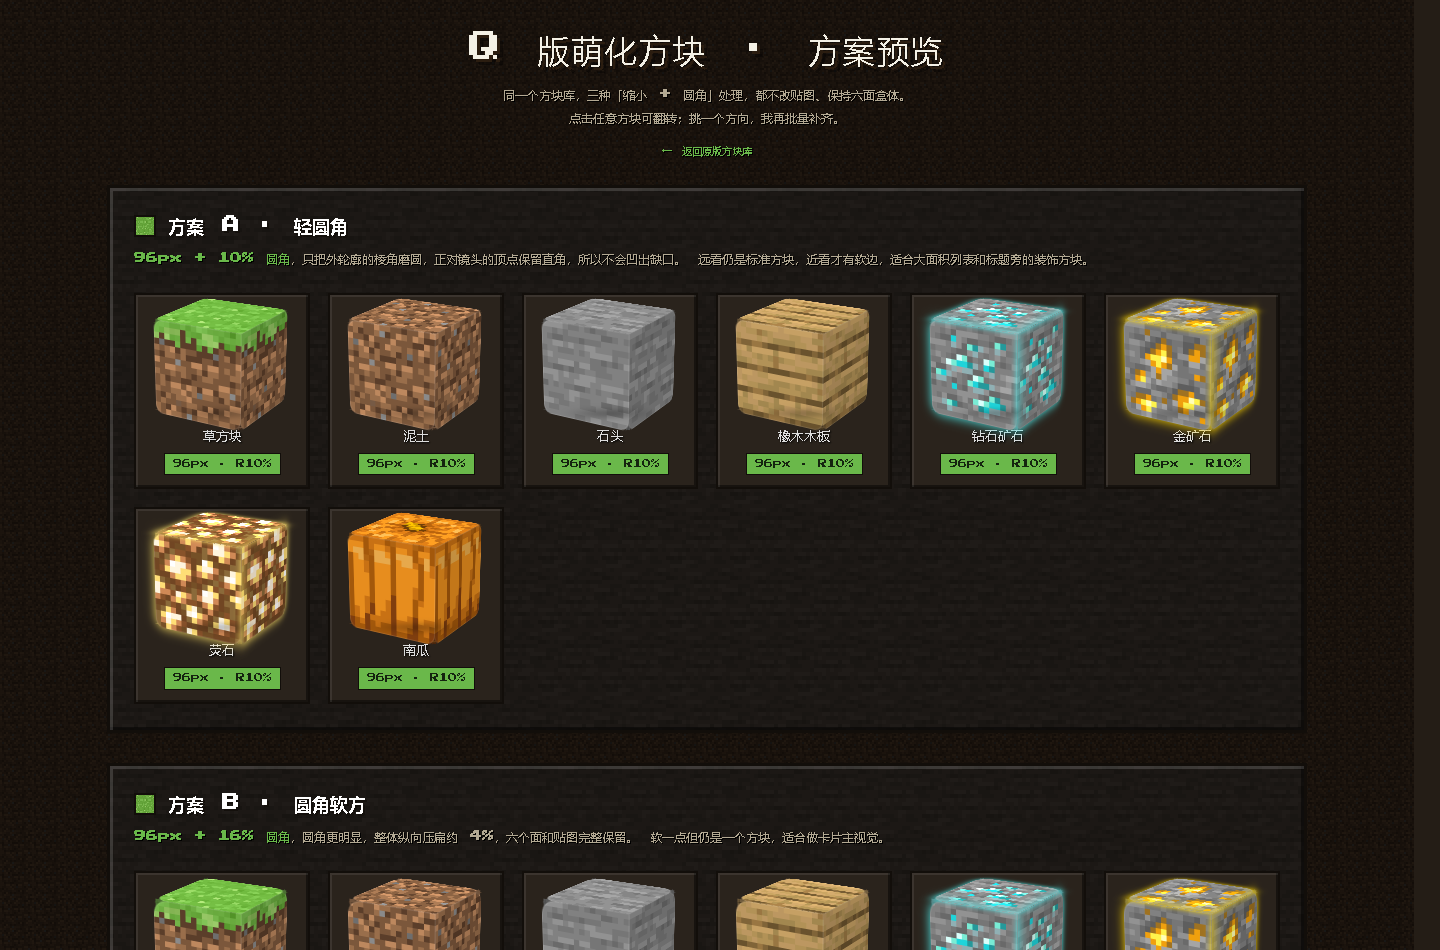 Q 版萌化方块 · 方案预览
同一个方块库，三种「缩小 + 圆角」处理，都不改贴图、保持六面盒体。
点击任意方块可翻转；挑一个方向，我再批量补齐。
← 返回原版方块库
方案 A · 轻圆角
96px + 10% 圆角，只把外轮廓的棱角磨圆，正对镜头的顶点保留直角，所以不会凹出缺口。 远看仍是标准方块，近看才有软边，适合大面积列表和标题旁的装饰方块。
草方块
泥土
石头
橡木木板
钻石矿石
金矿石
96px · R10%
96px · R10%
96px · R10%
96px · R10%
96px · R10%
96px · R10%
荧石
南瓜
96px · R10%
96px · R10%
方案 B · 圆角软方
96px + 16% 圆角，圆角更明显，整体纵向压扁约 4%，六个面和贴图完整保留。 软一点但仍是一个方块，适合做卡片主视觉。